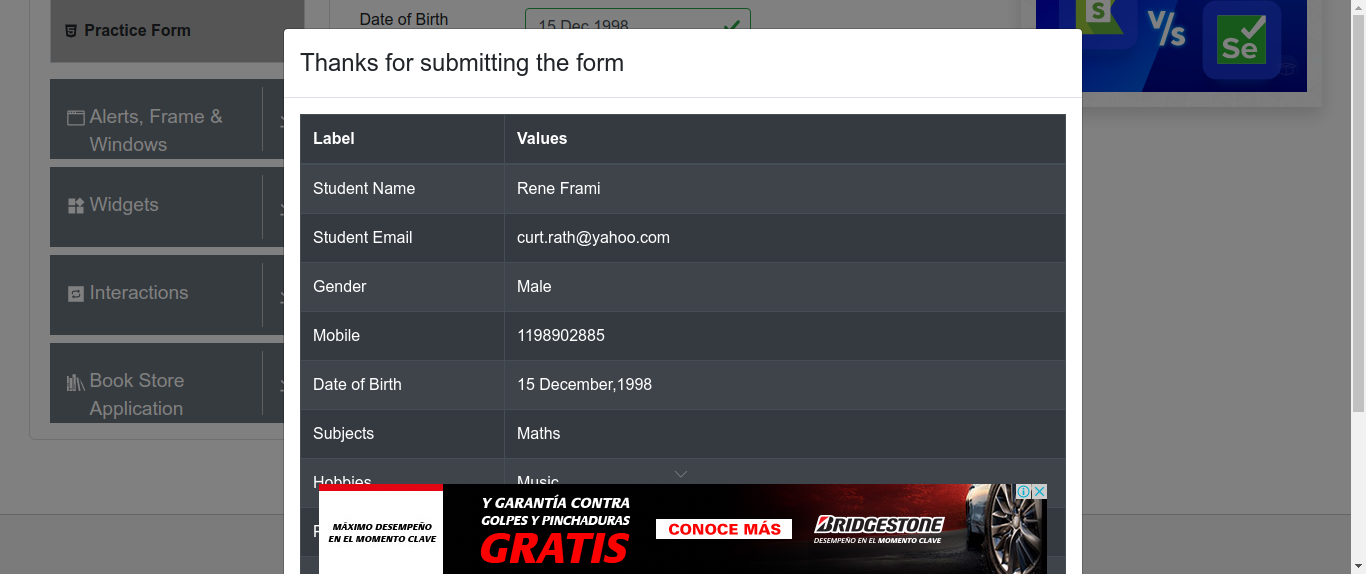 Practice Form
Date of Birth
15 Dec 1998
S
V/s
Se
Thanks for submitting the form
Alerts, Frame &
Windows
Widgets
Interactions
Book Store
Application
Label Values
Student Name Rene Frami
Student Email curt.rath@yahoo.com
Gender Male
Mobile 1198902885
Date of Birth 15 December,1998
Subjects Maths
Hobbies Music
MÁXIMO DESEMPEÑO
EN EL MOMENTO CLAVE
Y GARANTÍA CONTRA
GOLPES Y PINCHADURAS
GRATIS
CONOCE MÁS
BRIDGESTONE
DESEMPEÑO EN EL MOMENTO CLAVE